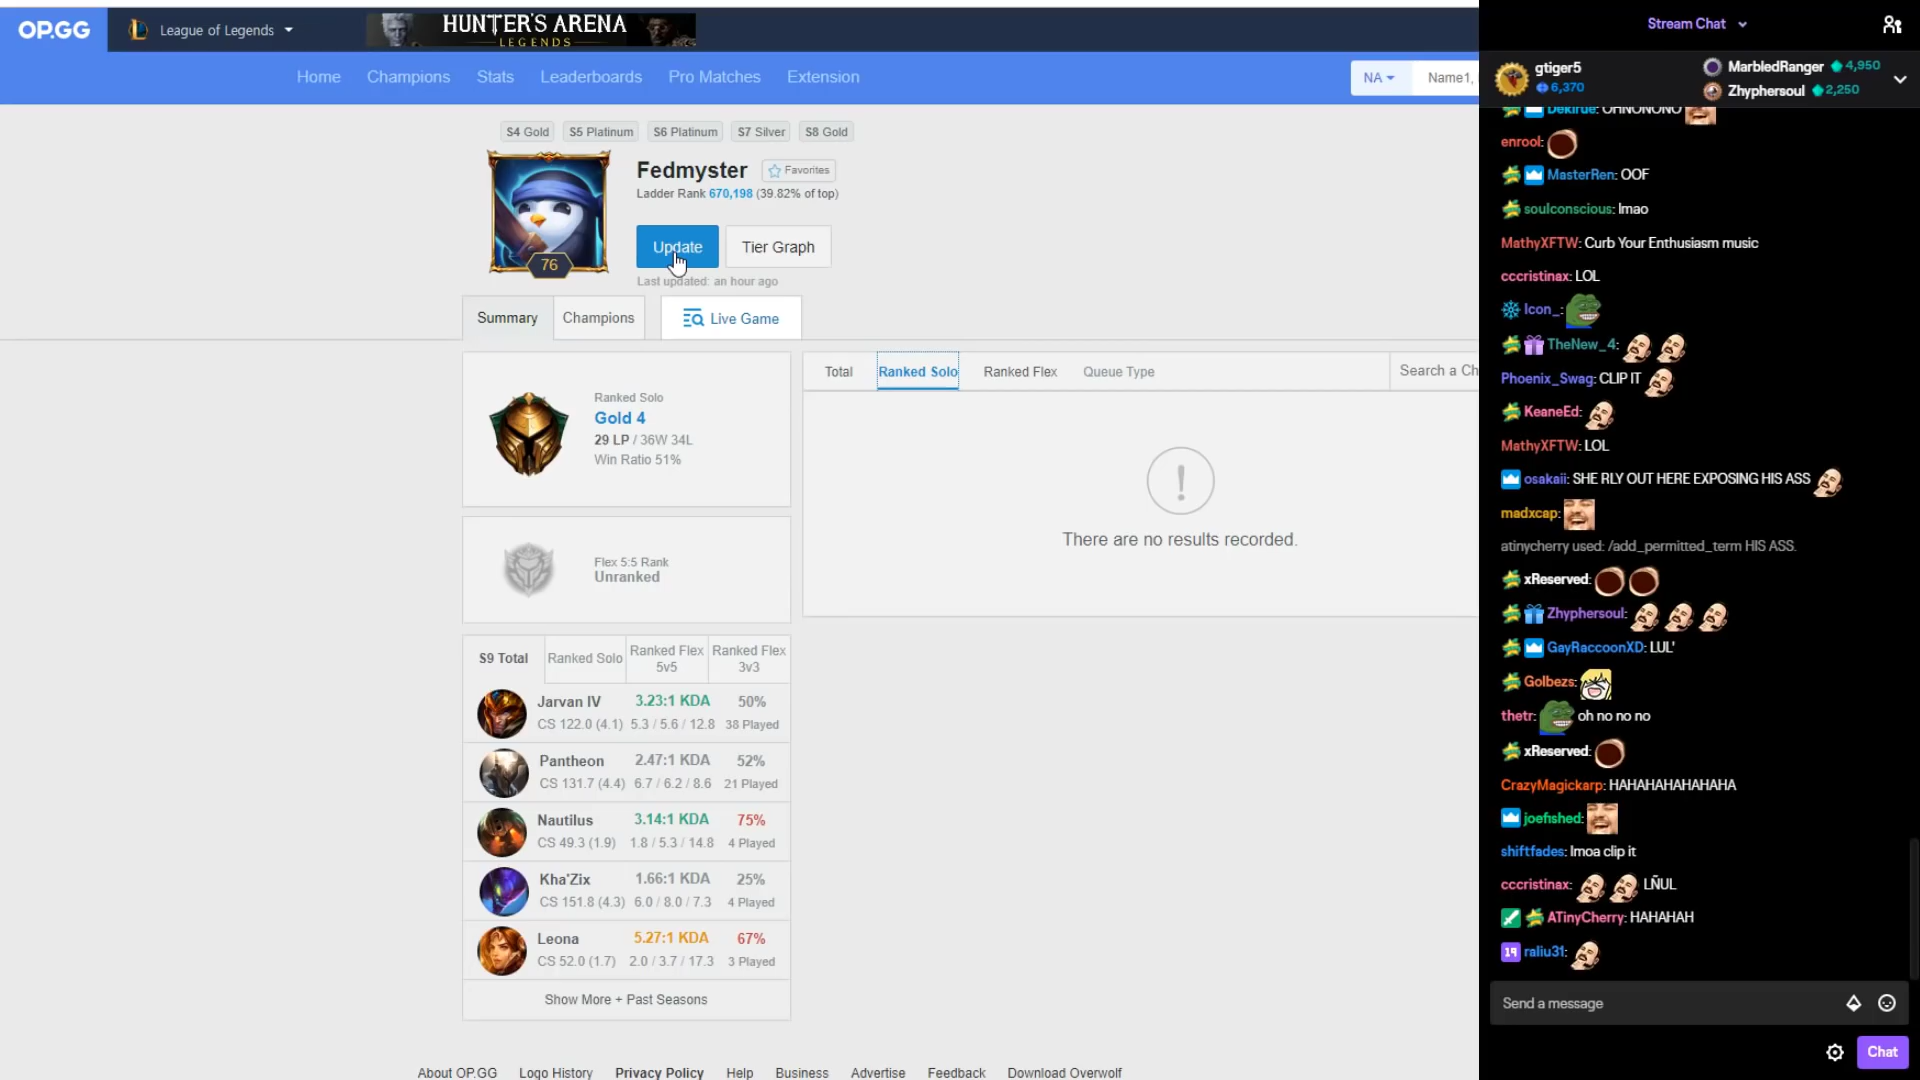 OP.GG
League of Legends
HUNTER'S ARENA
LEGENDS
Home Champions Stats Leaderboards Pro Matches Extension
NA
Name1,
S4 Gold S5 Platinum S6 Platinum S7 Silver S8 Gold
76
Fedmyster
Favorites
Ladder Rank 670,198 (39.82% of top)
Update
Tier Graph
Last updated: an hour ago
Summary
Champions
Live Game
Ranked Solo
Gold 4
29 LP / 36W 34L
Win Ratio 51%
Flex 5:5 Rank
Unranked
Total Ranked Solo Ranked Flex Queue Type
Search a Ch
!
There are no results recorded.
S9 Total
Ranked Solo
Ranked Flex
5v5
Ranked Flex
3v3
Jarvan IV 3.23:1 KDA 50%
CS 122.0 (4.1) 5.3 / 5.6 / 12.8 38 Played
Pantheon 2.47:1 KDA 52%
CS 131.7 (4.4) 6.7 / 6.2 / 8.6 21 Played
Nautilus 3.14:1 KDA 75%
CS 49.3 (1.9) 1.8 / 5.3 / 14.8 4 Played
Kha'Zix 1.66:1 KDA 25%
CS 151.8 (4.3) 6.0 / 8.0 / 7.3 4 Played
Leona 5.27:1 KDA 67%
CS 52.0 (1.7) 2.0 / 3.7 / 17.3 3 Played
Show More + Past Seasons
About OP.GG Logo History Privacy Policy Help Business Advertise Feedback Download Overwolf
Stream Chat
gtiger5
6,370
MarbledRanger 4,950
Zhyphersoul 2,250
Dekirue: OHNONONO
enrool:
MasterRen: OOF
soulconscious: lmao
MathyXFTW: Curb Your Enthusiasm music
cccristinax: LOL
Icon_:
TheNew_4:
Phoenix_Swag: CLIP IT
KeaneEd:
MathyXFTW: LOL
osakaii: SHE RLY OUT HERE EXPOSING HIS ASS
madxcap:
atinycherry used: /add_permitted_term HIS ASS.
xReserved:
Zhyphersoul:
GayRaccoonXD: LUL'
Golbezs:
thetr: oh no no no
xReserved:
CrazyMagickarp: HAHAHAHAHAHAHA
joefished:
shiftfades: lmoa clip it
cccristinax: LÑUL
ATinyCherry: HAHAHAH
19 raliu31:
Send a message
Chat